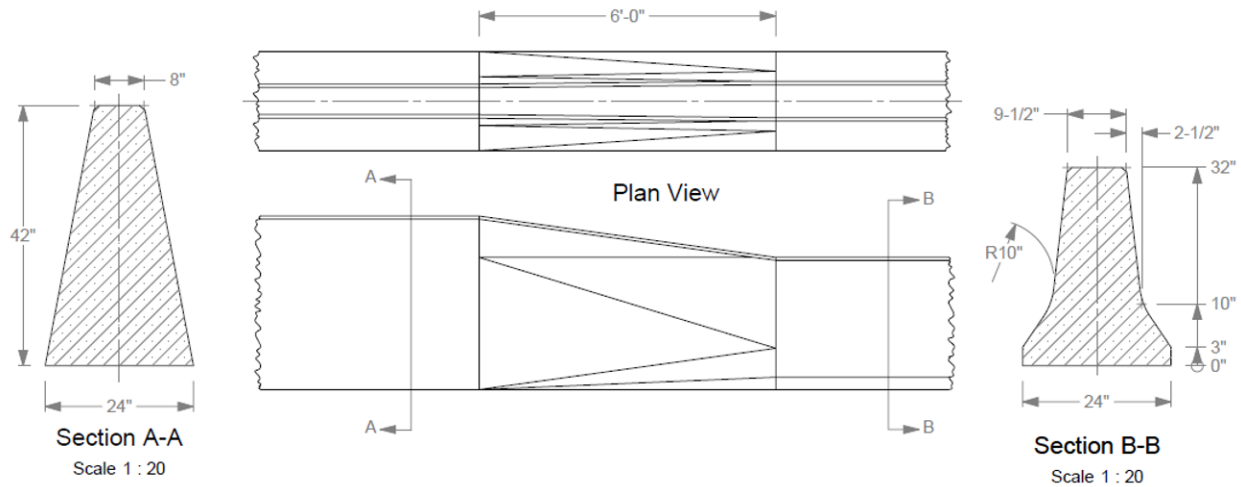 6'-0"
8"
42"
24"
Section A-A
Scale 1 : 20
A
A
Plan View
B
B
9-1/2"
2-1/2"
32"
R10"
10"
3"
0"
24"
Section B-B
Scale 1 : 20